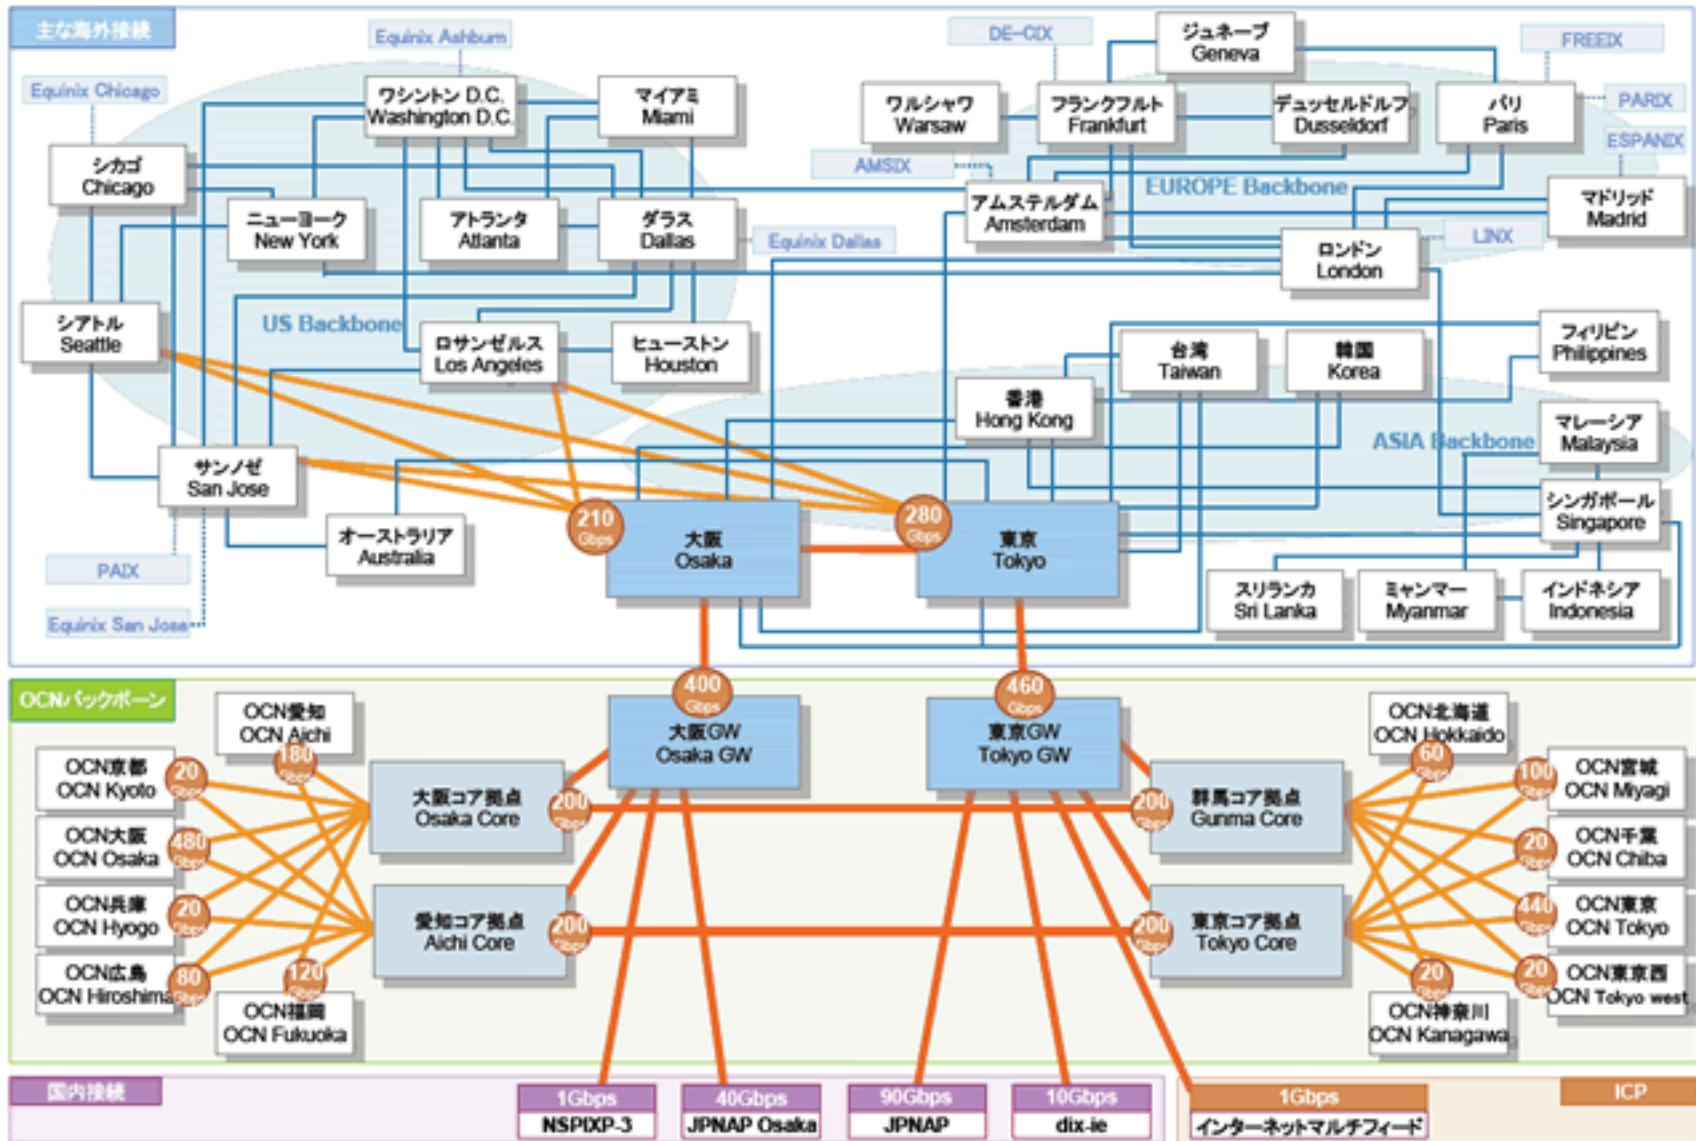 主な海外接続
Equinix Ashburn
DE-CIX
ジュネーブ
Geneva
FREEIX
Equinix Chicago
ワシントン D.C.
Washington D.C.
マイアミ
Miami
ワルシャワ
Warsaw
フランクフルト
Frankfurt
デュッセルドルフ
Dusseldorf
パリ
Paris
PARIX
ESPANIX
シカゴ
Chicago
AMSIX
EUROPE Backbone
ニューヨーク
New York
アトランタ
Atlanta
ダラス
Dallas
Equinix Dallas
アムステルダム
Amsterdam
マドリッド
Madrid
ロンドン
London
LINX
シアトル
Seattle
US Backbone
ロサンゼルス
Los Angeles
ヒューストン
Houston
台湾
Taiwan
韓国
Korea
フィリピン
Philippines
香港
Hong Kong
ASIA Backbone
マレーシア
Malaysia
サンノゼ
San Jose
シンガポール
Singapore
オーストラリア
Australia
210
Gbps
大阪
Osaka
280
Gbps
東京
Tokyo
PAIX
スリランカ
Sri Lanka
ミャンマー
Myanmar
インドネシア
Indonesia
Equinix San Jose
OCNバックボーン
400
Gbps
大阪GW
Osaka GW
460
Gbps
東京GW
Tokyo GW
OCN愛知
OCN Aichi
180
Gbps
OCN北海道
OCN Hokkaido
60
Gbps
OCN京都
OCN Kyoto
20
Gbps
大阪コア拠点
Osaka Core
200
Gbps
200
Gbps
群馬コア拠点
Gunma Core
100
Gbps
OCN宮城
OCN Miyagi
OCN大阪
OCN Osaka
480
Gbps
20
Gbps
OCN千葉
OCN Chiba
OCN兵庫
OCN Hyogo
20
Gbps
愛知コア拠点
Aichi Core
200
Gbps
200
Gbps
東京コア拠点
Tokyo Core
440
Gbps
OCN東京
OCN Tokyo
OCN広島
OCN Hiroshima
80
Gbps
120
Gbps
OCN福岡
OCN Fukuoka
20
Gbps
OCN神奈川
OCN Kanagawa
20
Gbps
OCN東京西
OCN Tokyo west
国内接続
1Gbps
NSPIXP-3
40Gbps
JPNAP Osaka
90Gbps
JPNAP
10Gbps
dix-ie
1Gbps
インターネットマルチフィード
ICP